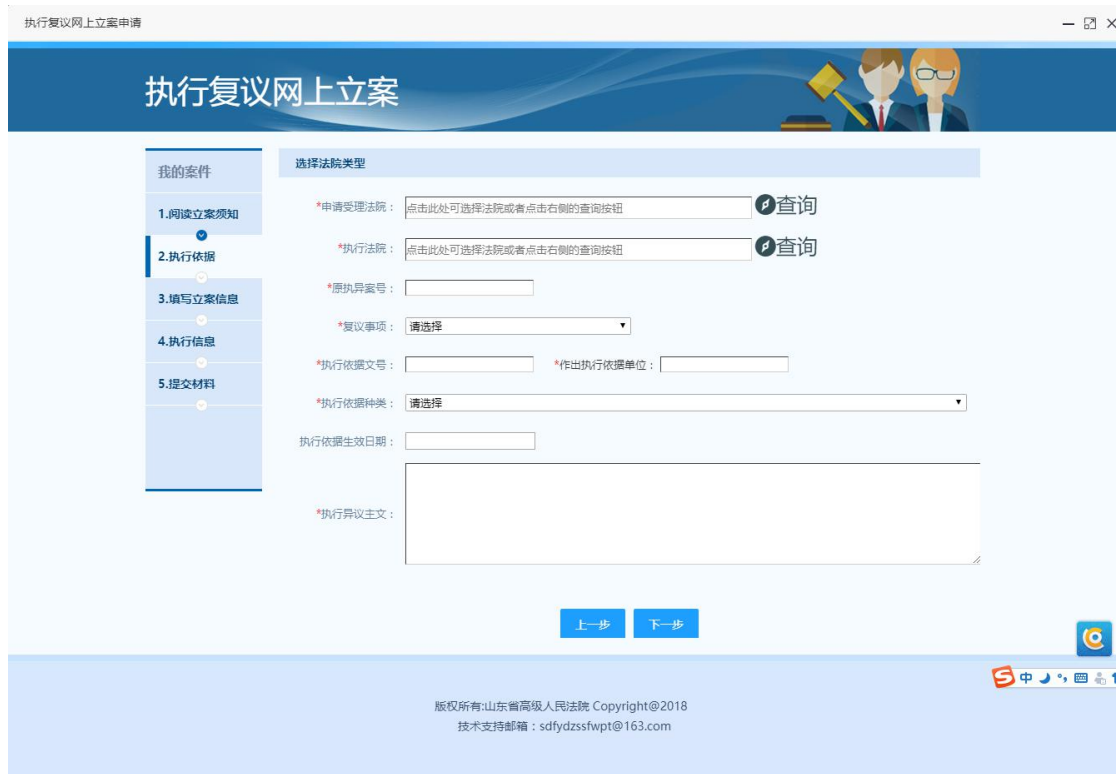 执行复议网上立案申请
执行复议网上立案
我的案件
1.阅读立案须知
2.执行依据
3.填写立案信息
4.执行信息
5.提交材料
选择法院类型
*申请受理法院： 点击此处可选择法院或者点击右侧的查询按钮 查询
*执行法院： 点击此处可选择法院或者点击右侧的查询按钮 查询
*原执异案号：
*复议事项： 请选择
*执行依据文号： *作出执行依据单位：
*执行依据种类： 请选择
执行依据生效日期：
*执行异议主文：
上一步 下一步
中
版权所有:山东省高级人民法院 Copyright@2018
技术支持邮箱：sdfydzssfwpt@163.com